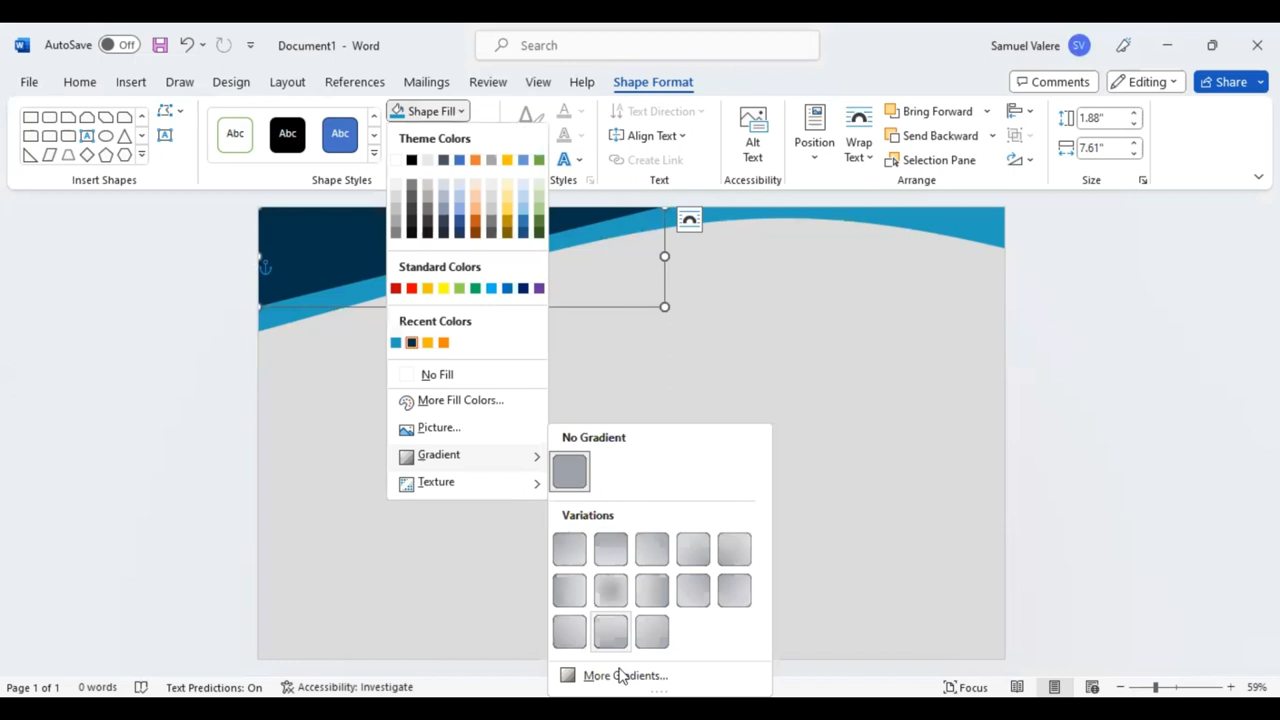 AutoSave Off Document1 - Word Search Samuel Valere SV
File Home Insert Draw Design Layout References Mailings Review View Help Shape Format Comments Editing Share
Abc Abc Abc Shape Fill Text Direction Align Text Create Link Alt Text Position Wrap Text Bring Forward Send Backward Selection Pane 1.88" 7.61"
Insert Shapes Shape Styles Styles Text Accessibility Arrange Size
Theme Colors
Standard Colors
Recent Colors
No Fill
More Fill Colors...
Picture...
Gradient
Texture
No Gradient
Variations
More Gradients...
Page 1 of 1 0 words Text Predictions: On Accessibility: Investigate Focus 59%